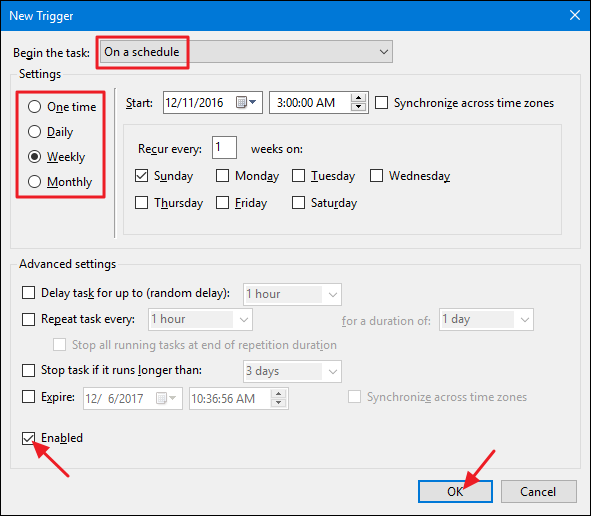 New Trigger
Begin the task: On a schedule
Settings
One time
Daily
Weekly
Monthly
Start: 12/11/2016 3:00:00 AM Synchronize across time zones
Recur every: 1 weeks on:
Sunday Monday Tuesday Wednesday
Thursday Friday Saturday
Advanced settings
Delay task for up to (random delay): 1 hour
Repeat task every: 1 hour for a duration of: 1 day
Stop all running tasks at end of repetition duration
Stop task if it runs longer than: 3 days
Expire: 12/ 6/2017 10:36:56 AM Synchronize across time zones
Enabled
OK Cancel